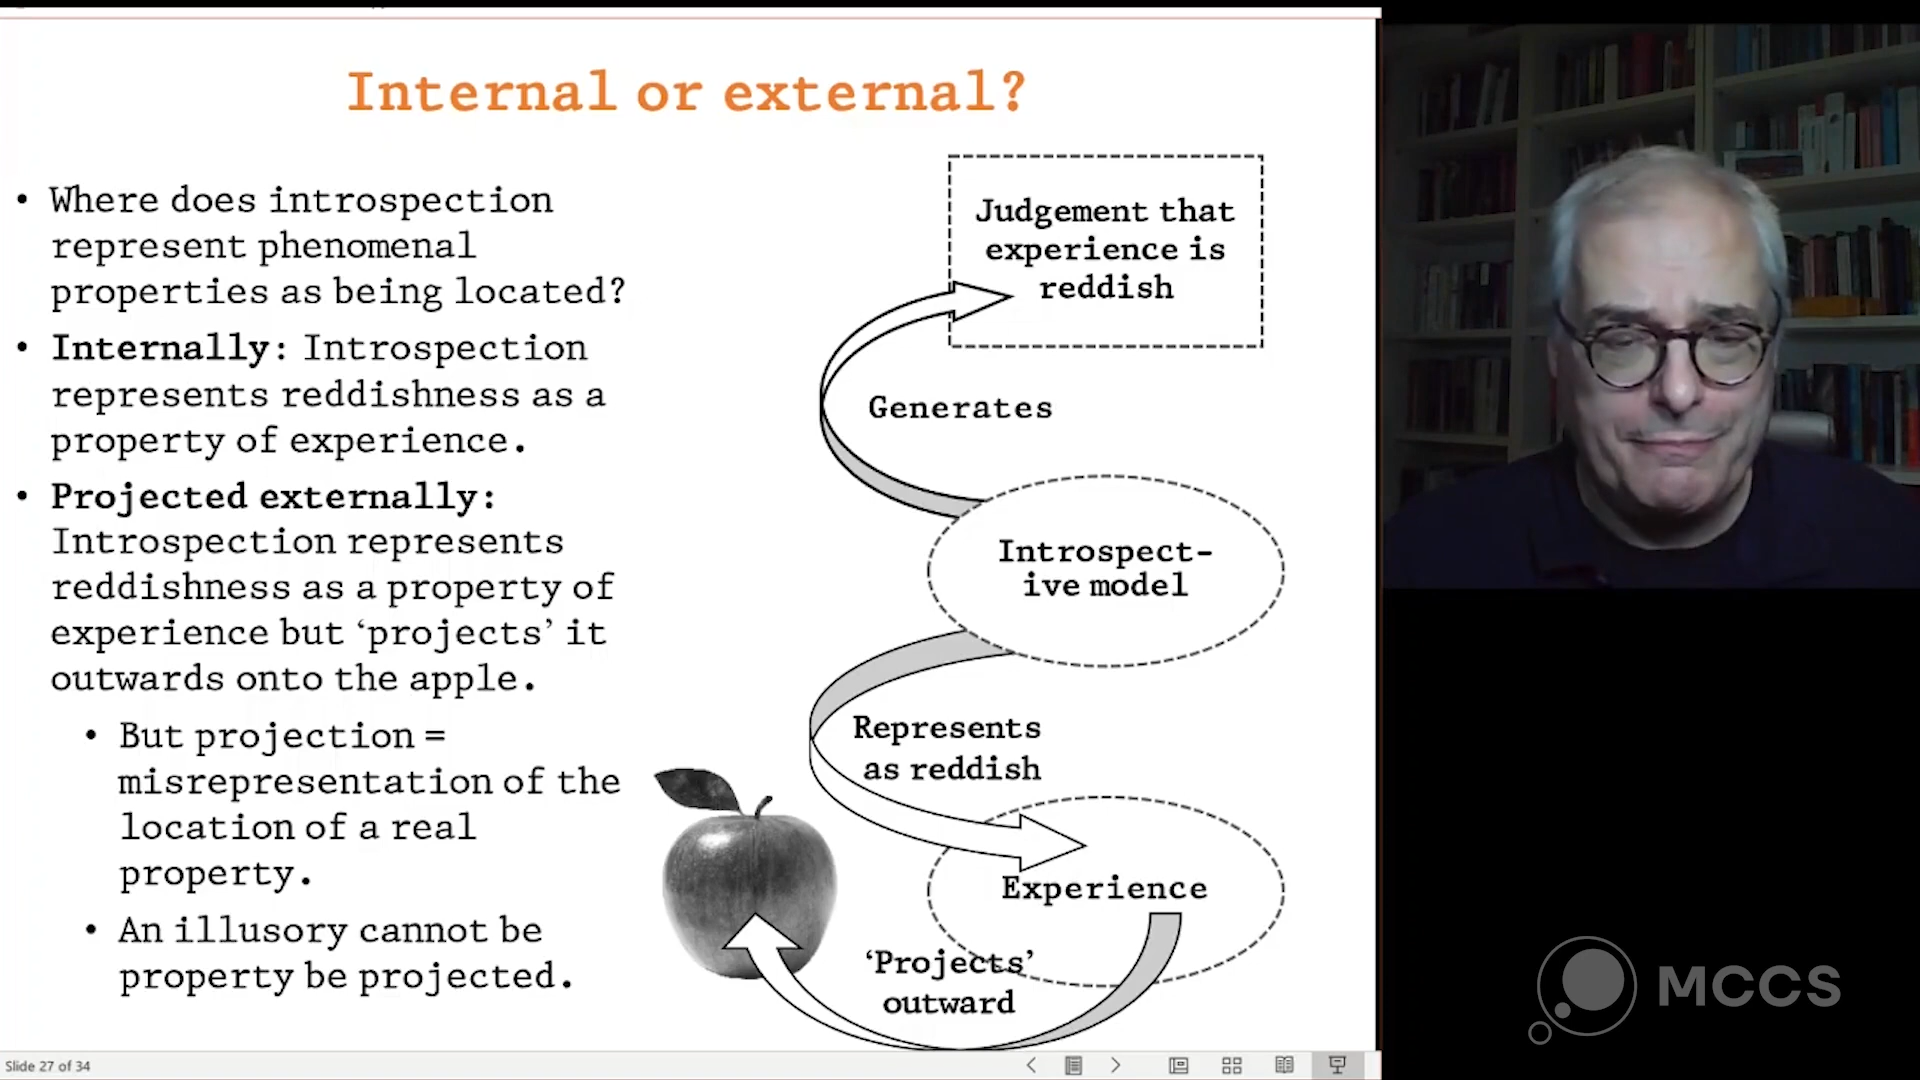 Internal or external?
• Where does introspection
represent phenomenal
properties as being located?
• Internally: Introspection
represents reddishness as a
property of experience.
• Projected externally:
Introspection represents
reddishness as a property of
experience but ‘projects’ it
outwards onto the apple.
• But projection =
misrepresentation of the
location of a real
property.
• An illusory cannot be
property be projected.
Judgement that
experience is
reddish
Generates
Introspect-
ive model
Represents
as reddish
Experience
‘Projects’
outward
MCCS
Slide 27 of 34